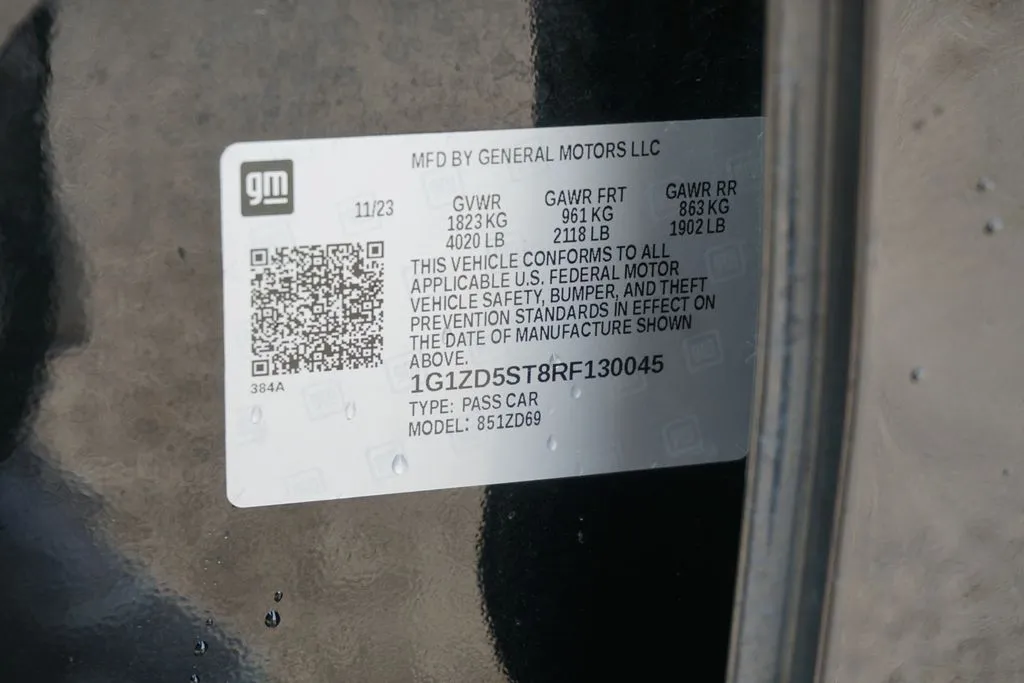 gm
MFD BY GENERAL MOTORS LLC
11/23
GVWR GAWR FRT GAWR RR
1823 KG 961 KG 863 KG
4020 LB 2118 LB 1902 LB
THIS VEHICLE CONFORMS TO ALL
APPLICABLE U.S. FEDERAL MOTOR
VEHICLE SAFETY, BUMPER, AND THEFT
PREVENTION STANDARDS IN EFFECT ON
THE DATE OF MANUFACTURE SHOWN
ABOVE.
384A
1G1ZD5ST8RF130045
TYPE: PASS CAR
MODEL: 851ZD69